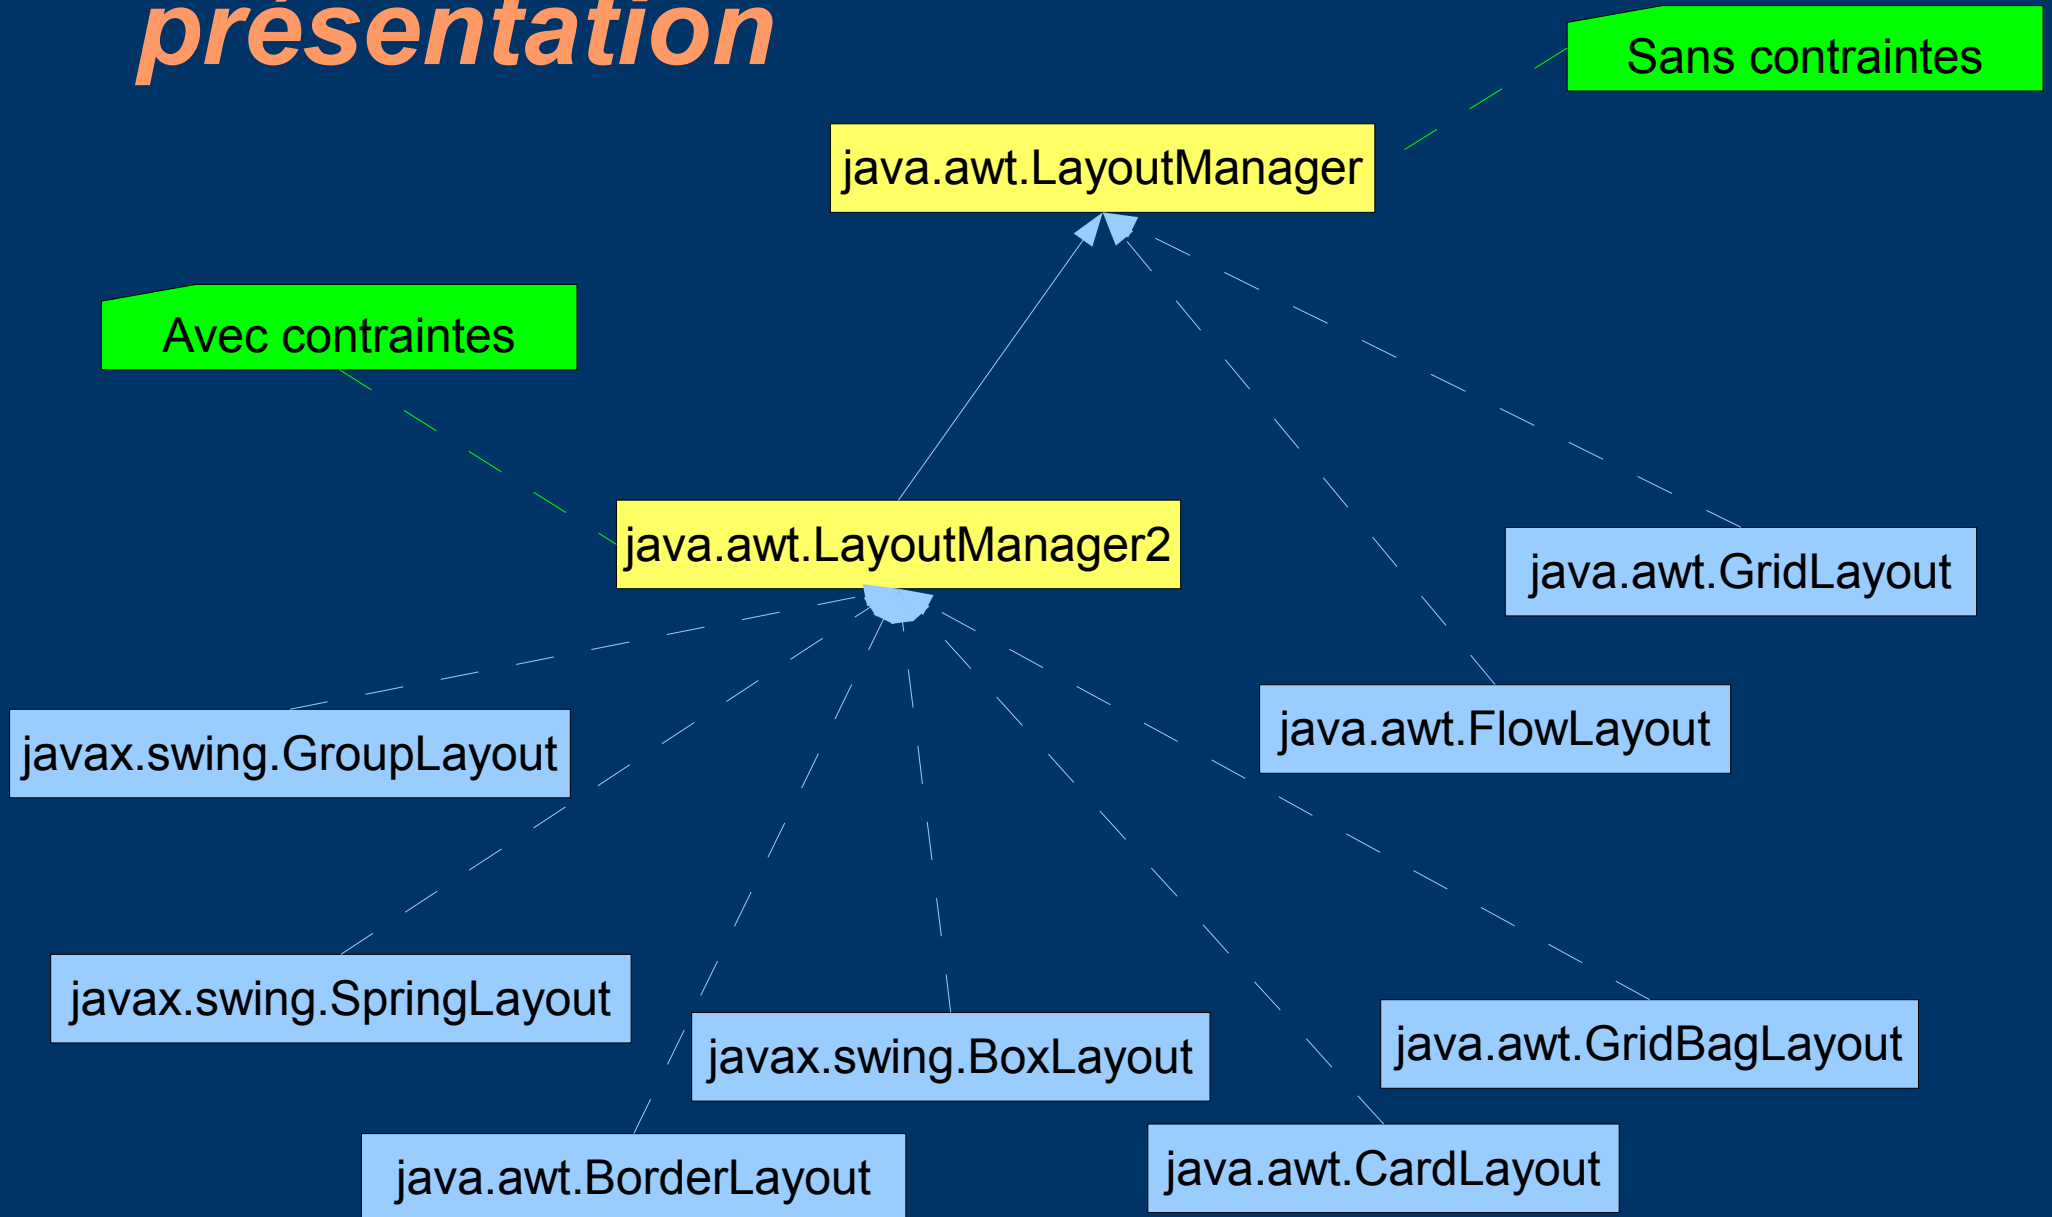 présentation
Sans contraintes
java.awt.LayoutManager
Avec contraintes
java.awt.LayoutManager2
java.awt.GridLayout
java.awt.FlowLayout
javax.swing.GroupLayout
javax.swing.SpringLayout
javax.swing.BoxLayout
java.awt.GridBagLayout
java.awt.BorderLayout
java.awt.CardLayout